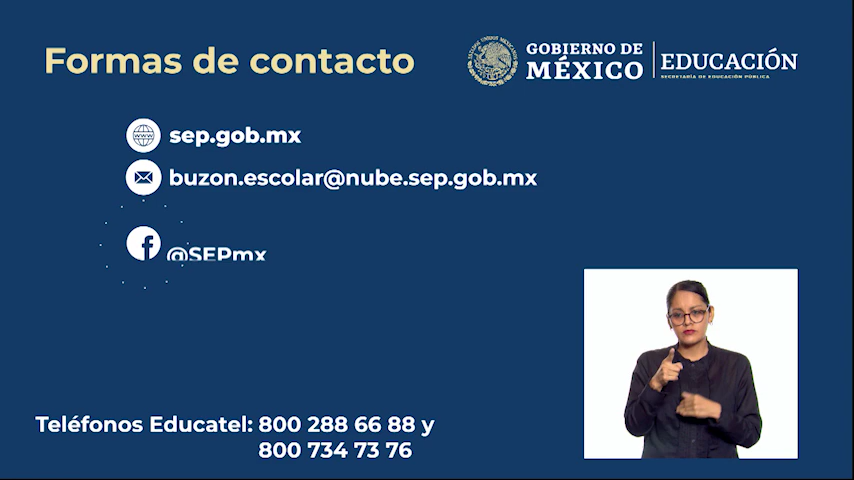 Formas de contacto
GOBIERNO DE
MÉXICO
EDUCACIÓN
SECRETARÍA DE EDUCACIÓN PÚBLICA
www
sep.gob.mx
buzon.escolar@nube.sep.gob.mx
@SEPmx
Teléfonos Educatel: 800 288 66 88 y
800 734 73 76